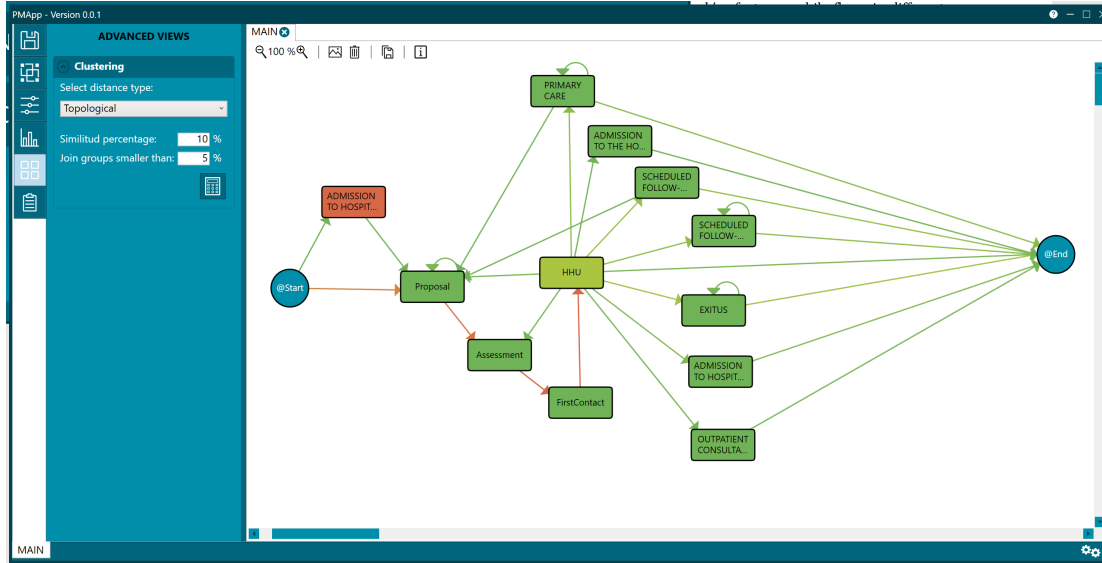 PMApp - Version 0.0.1
ADVANCED VIEWS
Clustering
Select distance type:
Topological
Similitud percentage: 10 %
Join groups smaller than: 5 %
MAIN
100 %
PRIMARY
CARE
ADMISSION
TO THE HO...
SCHEDULED
FOLLOW-...
ADMISSION
TO HOSPIT...
SCHEDULED
FOLLOW-...
@End
HHU
@Start
Proposal
EXITUS
Assessment
ADMISSION
TO HOSPIT...
FirstContact
OUTPATIENT
CONSULTA...
MAIN